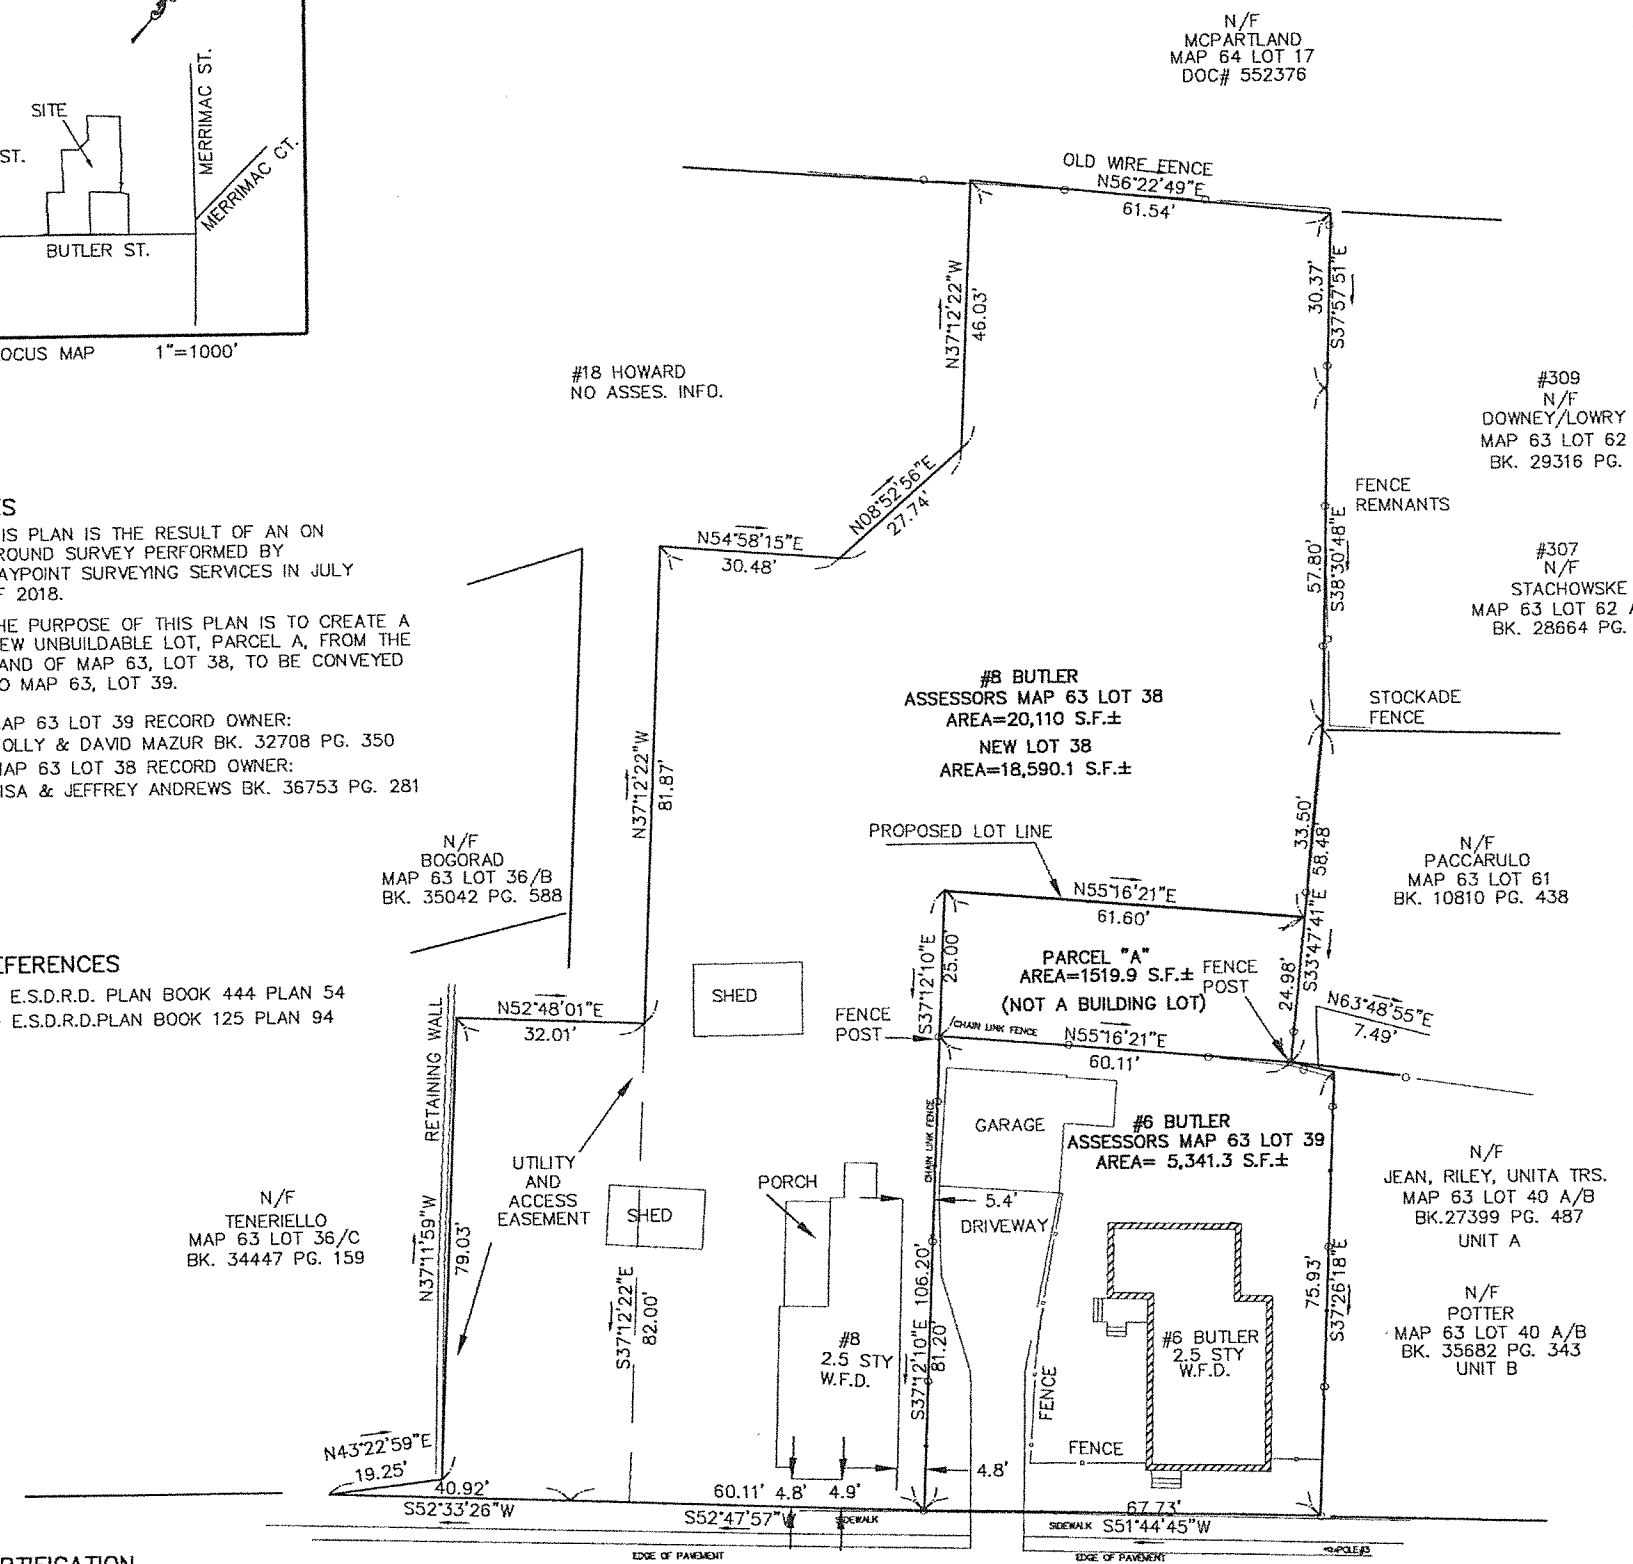 N/F
MCPARTLAND
MAP 64 LOT 17
DOC# 552376
SITE
ST.
MERRIMAC ST.
MERRIMAC CT.
BUTLER ST.
OCUS MAP 1"=1000'
OLD WIRE FENCE
N56°22'49"E
61.54'
N37°12'22"W
46.03'
30.37'
S37°57'51"E
#18 HOWARD
NO ASSES. INFO.
#309
N/F
DOWNEY/LOWRY
MAP 63 LOT 62
BK. 29316 PG.
N08°52'56"E
27.74'
FENCE
REMNANTS
ES
IS PLAN IS THE RESULT OF AN ON
ROUND SURVEY PERFORMED BY
AYPOINT SURVEYING SERVICES IN JULY
F 2018.
HE PURPOSE OF THIS PLAN IS TO CREATE A
EW UNBUILDABLE LOT, PARCEL A, FROM THE
AND OF MAP 63, LOT 38, TO BE CONVEYED
O MAP 63, LOT 39.
AP 63 LOT 39 RECORD OWNER:
OLLY & DAVID MAZUR BK. 32708 PG. 350
AP 63 LOT 38 RECORD OWNER:
ISA & JEFFREY ANDREWS BK. 36753 PG. 281
N54°58'15"E
30.48'
57.80'
S38°30'48"E
#307
N/F
STACHOWSKE
MAP 63 LOT 62 A
BK. 28664 PG.
#8 BUTLER
ASSESSORS MAP 63 LOT 38
AREA=20,110 S.F.±
NEW LOT 38
AREA=18,590.1 S.F.±
STOCKADE
FENCE
N37°12'22"W
81.87'
PROPOSED LOT LINE
33.50'
58.48'
S33°47'41"E
N/F
BOGORAD
MAP 63 LOT 36/B
BK. 35042 PG. 588
N/F
PACCARULO
MAP 63 LOT 61
BK. 10810 PG. 438
N55°16'21"E
61.60'
S37°12'10"E
25.00'
PARCEL "A"
AREA=1519.9 S.F.±
(NOT A BUILDING LOT)
FENCE
POST
24.98'
EFERENCES
E.S.D.R.D. PLAN BOOK 444 PLAN 54
E.S.D.R.D.PLAN BOOK 125 PLAN 94
N52°48'01"E
32.01'
SHED
FENCE
POST
CHAIN LINK FENCE
N55°16'21"E
60.11'
N63°48'55"E
7.49'
RETAINING WALL
GARAGE
CHAIN LINK FENCE
#6 BUTLER
ASSESSORS MAP 63 LOT 39
AREA= 5,341.3 S.F.±
UTILITY
AND
ACCESS
EASEMENT
SHED
PORCH
5.4'
DRIVEWAY
N/F
TENERIELLO
MAP 63 LOT 36/C
BK. 34447 PG. 159
N37°11'59"W
79.03'
N/F
JEAN, RILEY, UNITA TRS.
MAP 63 LOT 40 A/B
BK.27399 PG. 487
UNIT A
N/F
POTTER
MAP 63 LOT 40 A/B
BK. 35682 PG. 343
UNIT B
S37°12'22"E
82.00'
#8
2.5 STY
W.F.D.
S37°12'10"E 106.20'
81.20'
#6 BUTLER
2.5 STY
W.F.D.
75.93'
S37°26'18"E
FENCE
FENCE
N43°22'59"E
19.25'
40.92'
S52°33'26"W
60.11' 4.8' 4.9'
S52°47'57"W
4.8'
67.73'
S51°44'45"W
SIDEWALK
SIDEWALK
EDGE OF PAVEMENT
EDGE OF PAVEMENT
RTIFICATION